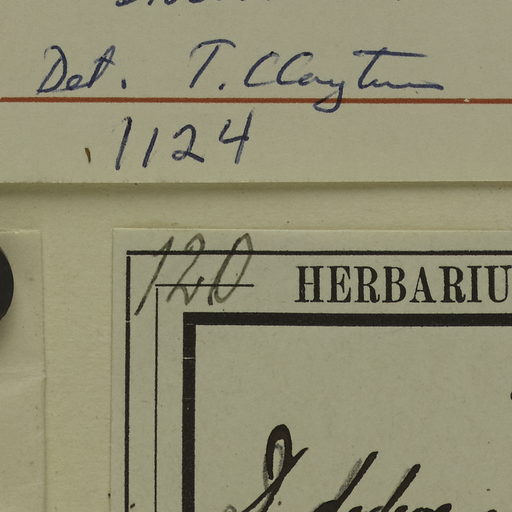 Det. T. Clayton
1124
120
HERBARIU